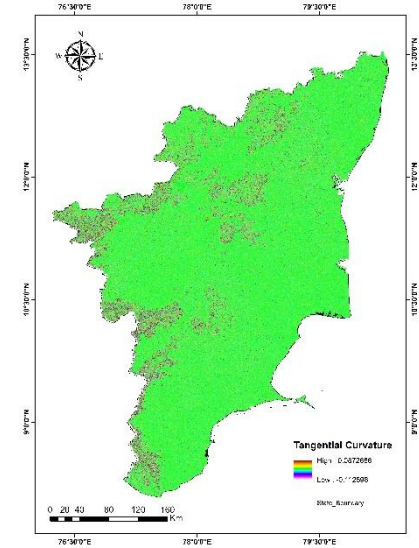 76°30'0"E 78°0'0"E 79°30'0"E
N
W E
S
13°30'0"N 13°30'0"N
12°0'0"N 12°0'0"N
10°30'0"N 10°30'0"N
9°0'0"N 9°0'0"N
Tangential Curvature
High : 0.0872686
Low : -0.112598
State_Boundary
0 20 40 80 120 160
Km
76°30'0"E 78°0'0"E 79°30'0"E